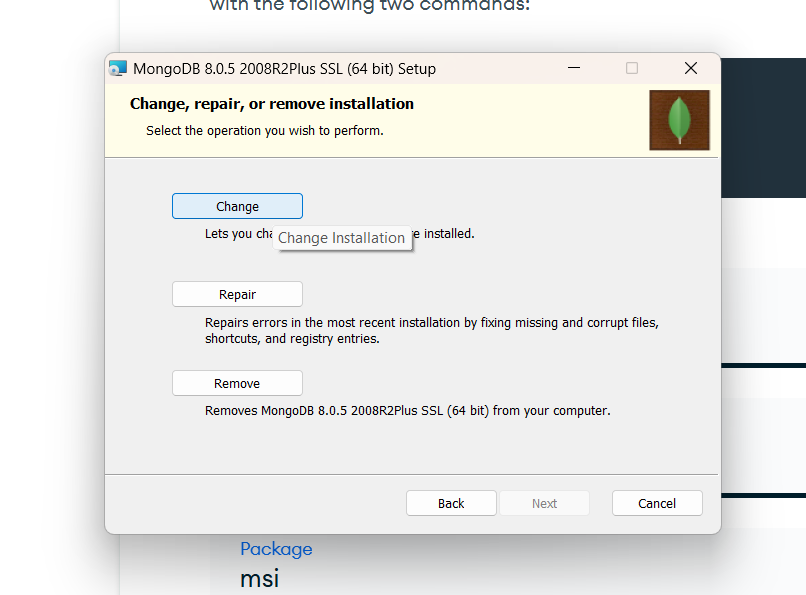 with the following two commands:
MongoDB 8.0.5 2008R2Plus SSL (64 bit) Setup
Change, repair, or remove installation
Select the operation you wish to perform.
Change
Lets you cha
Change Installation
e installed.
Repair
Repairs errors in the most recent installation by fixing missing and corrupt files,
shortcuts, and registry entries.
Remove
Removes MongoDB 8.0.5 2008R2Plus SSL (64 bit) from your computer.
Back Next Cancel
Package
msi